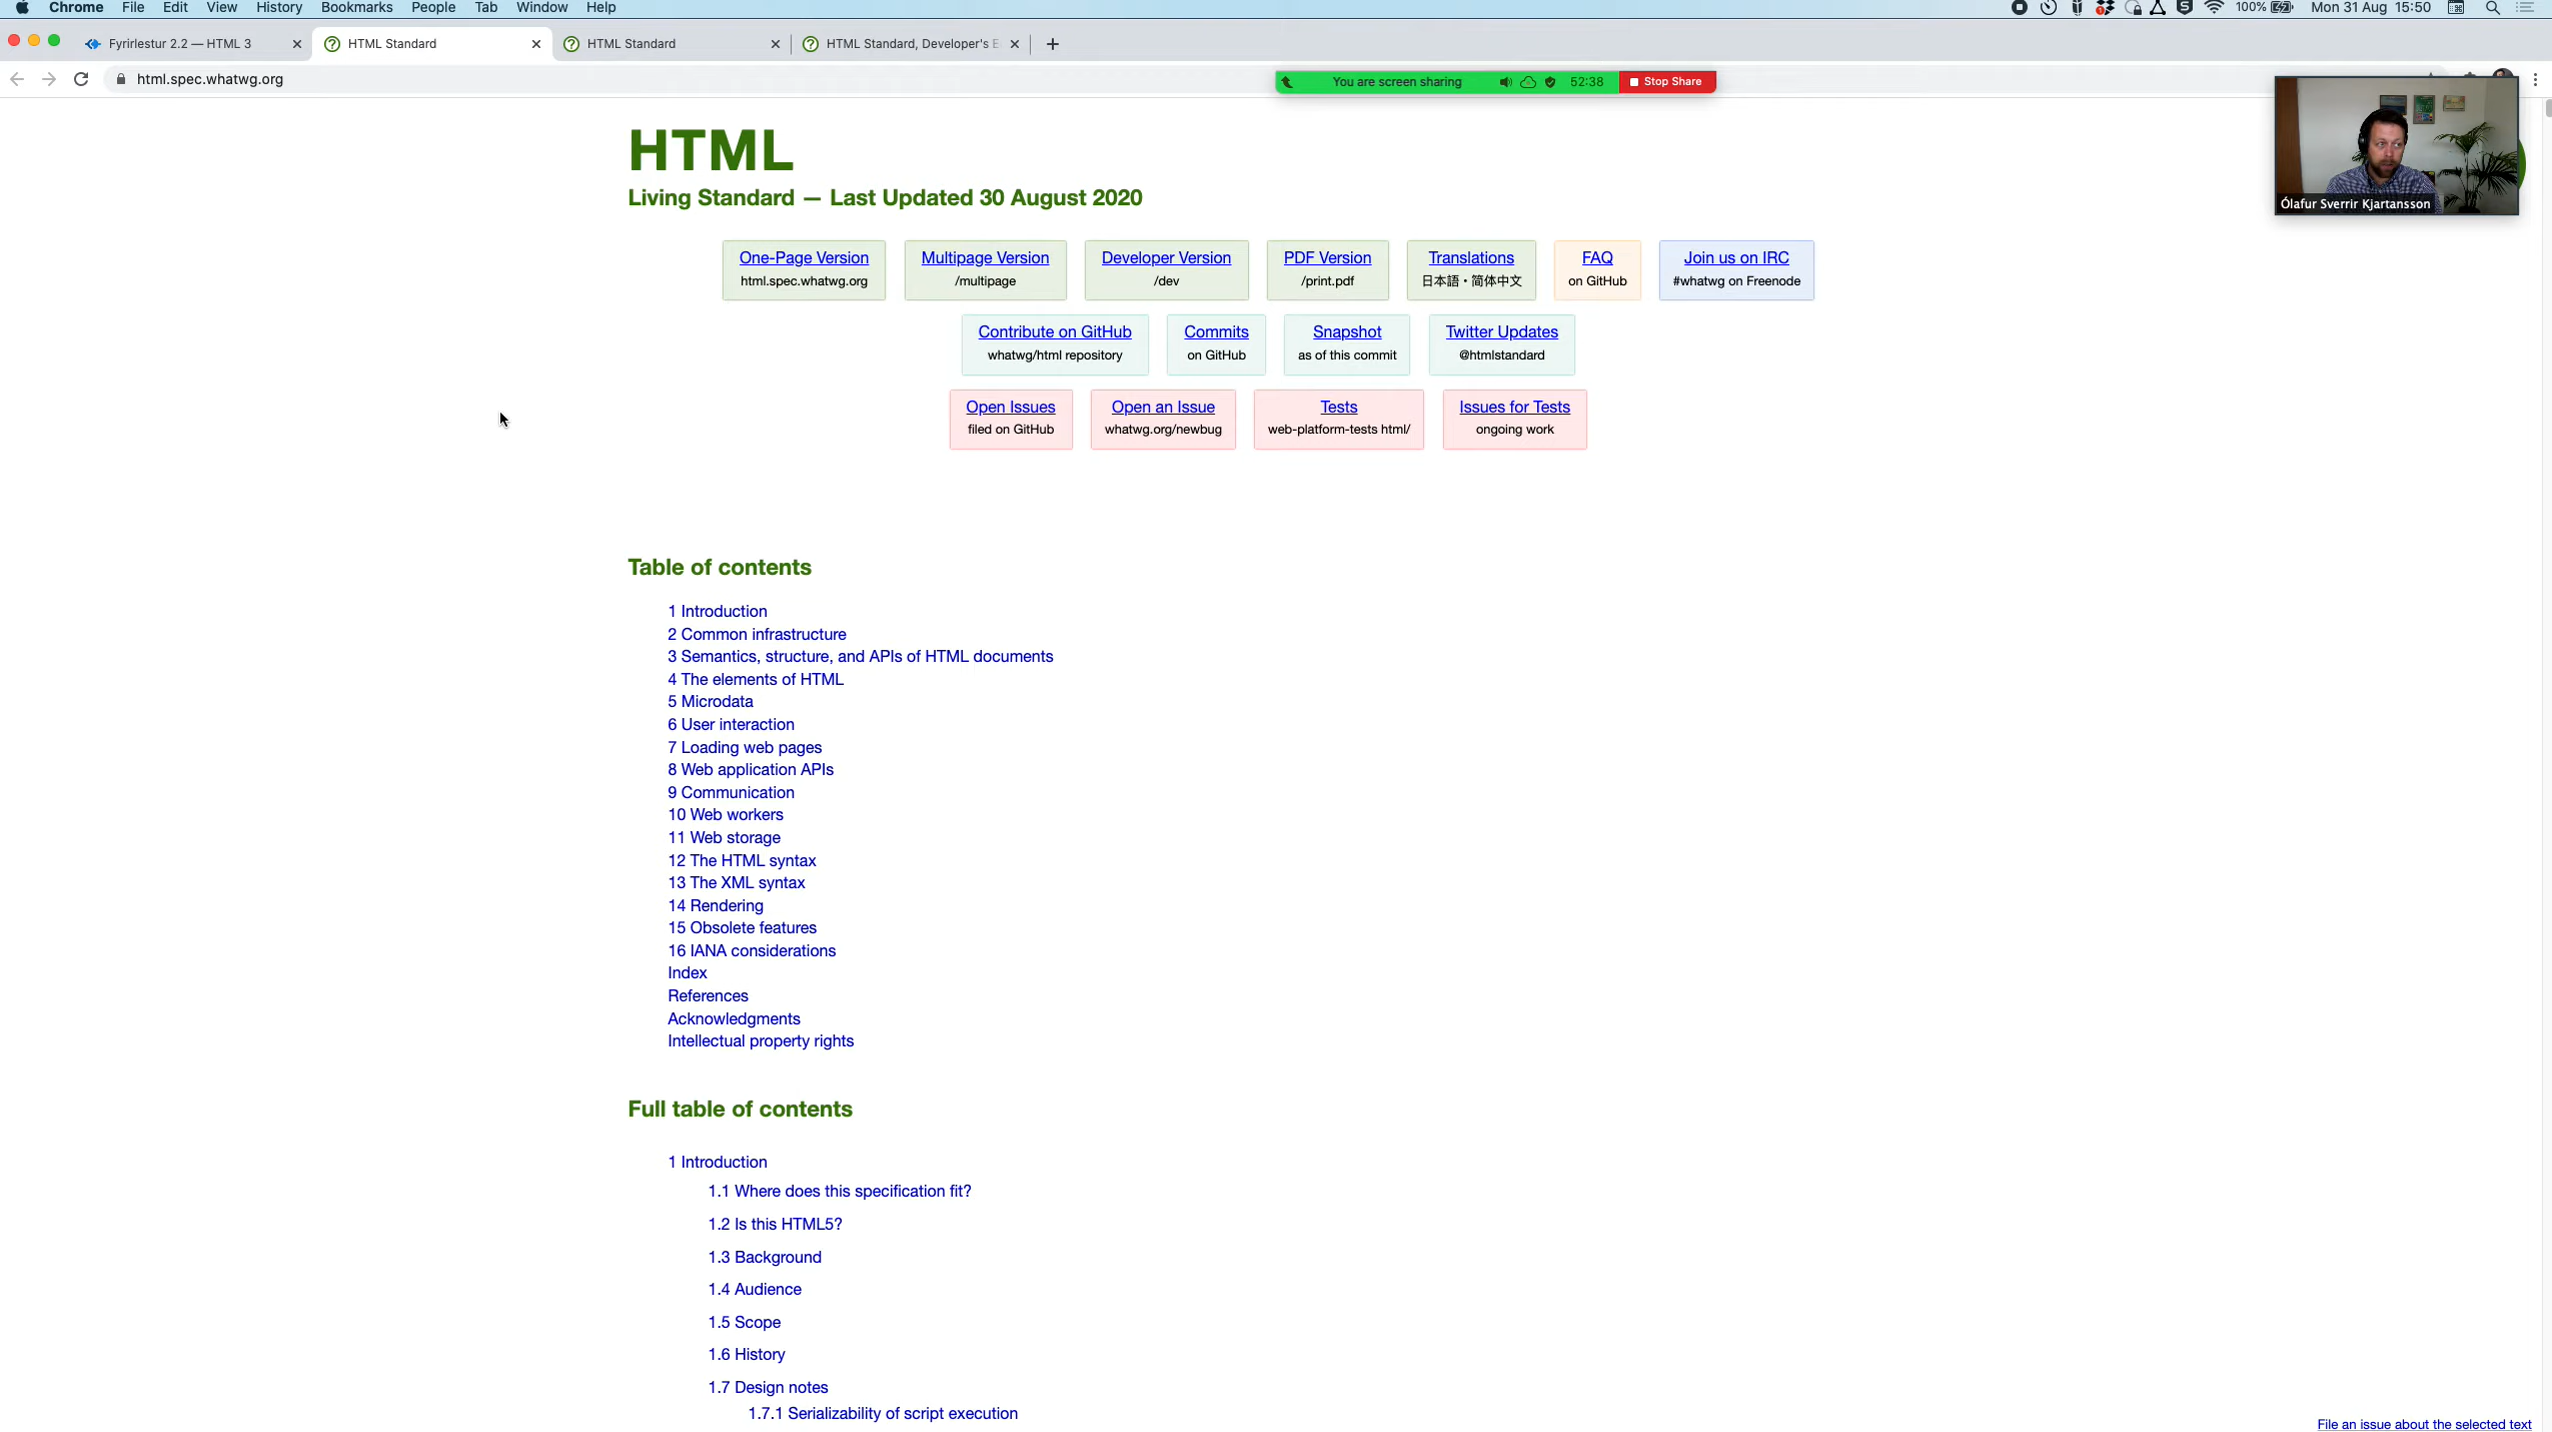 Chrome File Edit View History Bookmarks People Tab Window Help
100% Mon 31 Aug 15:50
Fyrirlestur 2.2 — HTML 3
HTML Standard
HTML Standard
HTML Standard, Developer's E
html.spec.whatwg.org
You are screen sharing 52:38 Stop Share
Ólafur Sverrir Kjartansson
HTML
Living Standard — Last Updated 30 August 2020
One-Page Version
html.spec.whatwg.org
Multipage Version
/multipage
Developer Version
/dev
PDF Version
/print.pdf
Translations
日本語・简体中文
FAQ
on GitHub
Join us on IRC
#whatwg on Freenode
Contribute on GitHub
whatwg/html repository
Commits
on GitHub
Snapshot
as of this commit
Twitter Updates
@htmlstandard
Open Issues
filed on GitHub
Open an Issue
whatwg.org/newbug
Tests
web-platform-tests html/
Issues for Tests
ongoing work
Table of contents
1 Introduction
2 Common infrastructure
3 Semantics, structure, and APIs of HTML documents
4 The elements of HTML
5 Microdata
6 User interaction
7 Loading web pages
8 Web application APIs
9 Communication
10 Web workers
11 Web storage
12 The HTML syntax
13 The XML syntax
14 Rendering
15 Obsolete features
16 IANA considerations
Index
References
Acknowledgments
Intellectual property rights
Full table of contents
1 Introduction
1.1 Where does this specification fit?
1.2 Is this HTML5?
1.3 Background
1.4 Audience
1.5 Scope
1.6 History
1.7 Design notes
1.7.1 Serializability of script execution
File an issue about the selected text